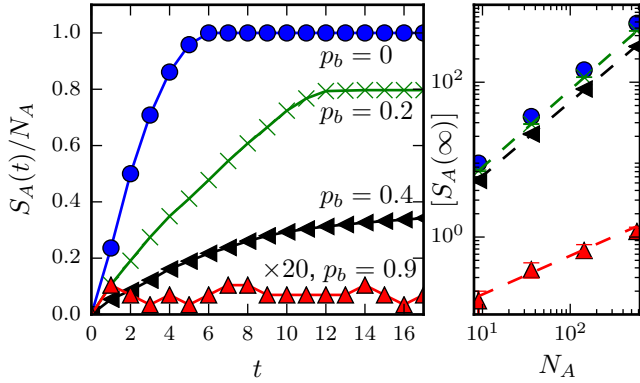 1.0
0.8
0.6
0.4
0.2
0.0
S_A(t)/N_A
p_b = 0
p_b = 0.2
p_b = 0.4
×20, p_b = 0.9
0 2 4 6 8 10 12 14 16
t
[S_A(∞)]
10^2
10^0
10^1 10^2
N_A